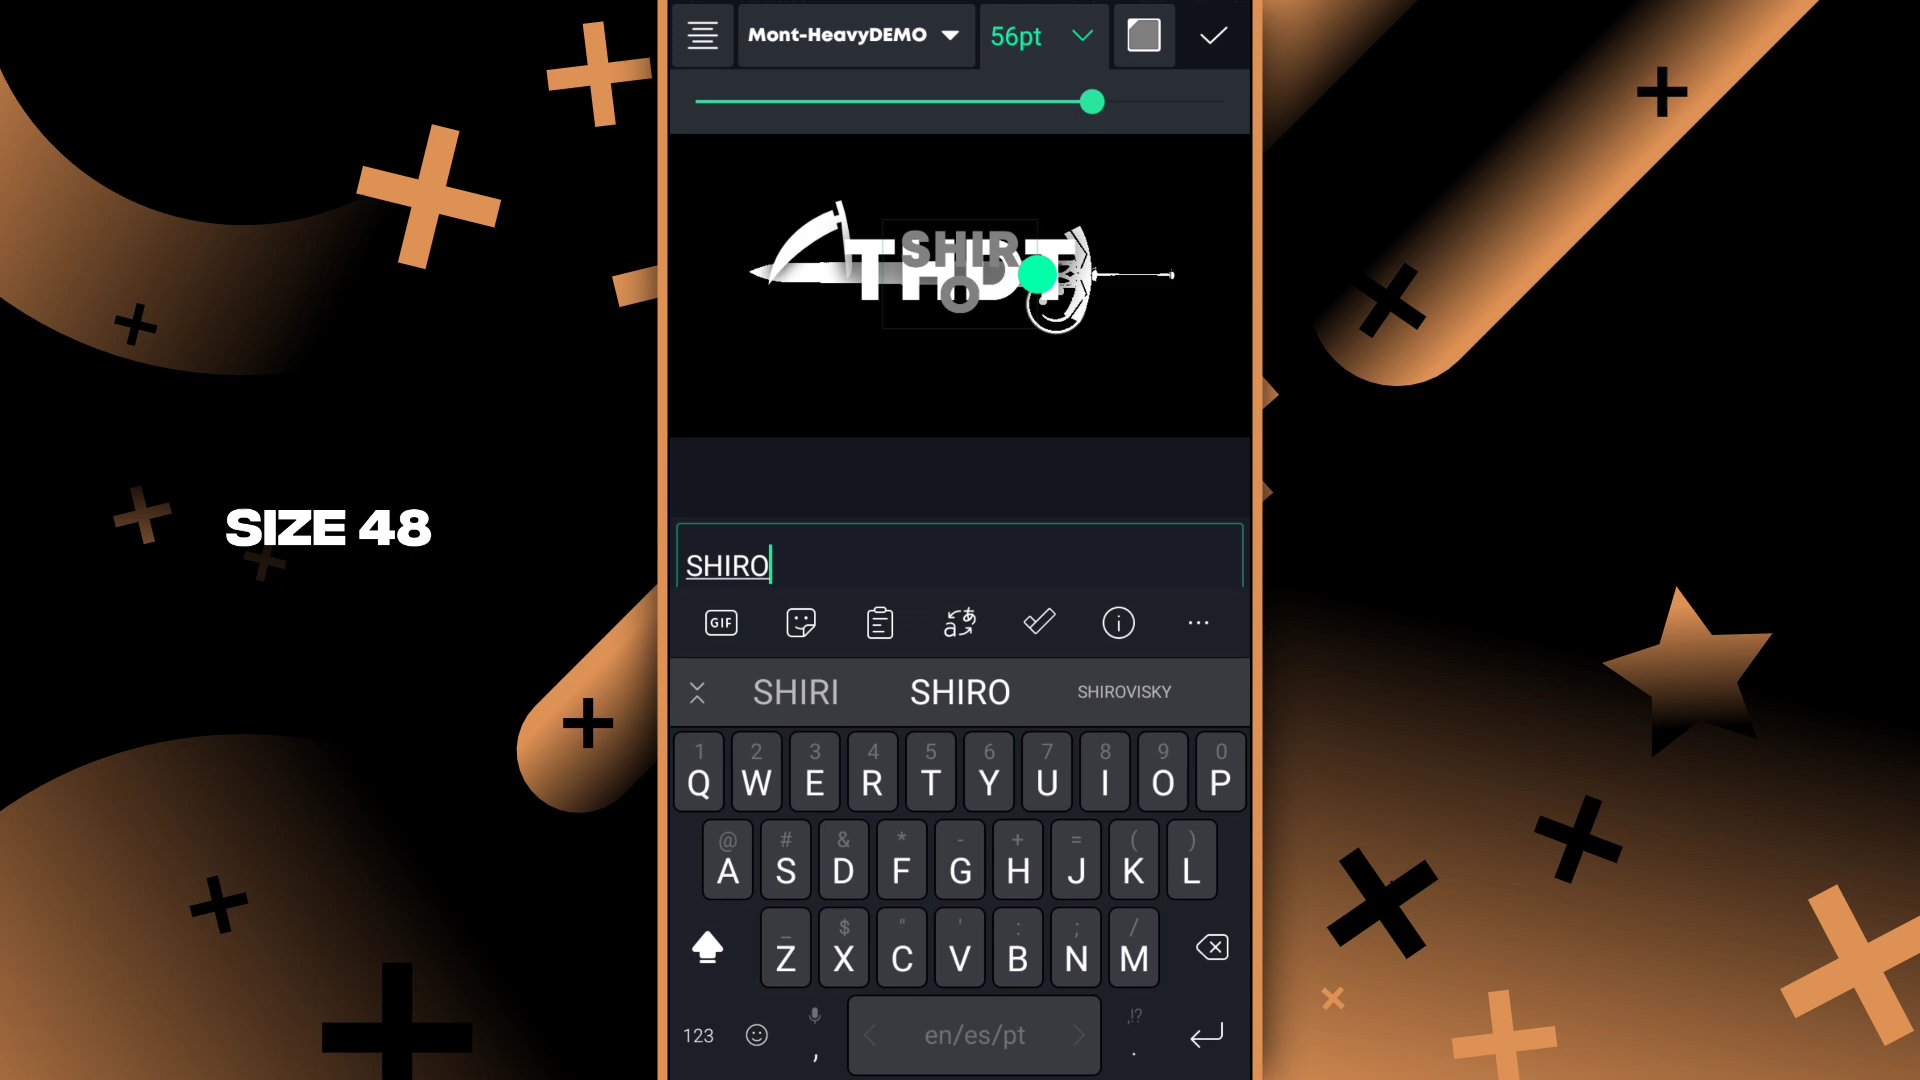 Mont-HeavyDEMO
56pt
SHIR
O
SIZE 48
SHIRO
GIF
SHIRI SHIRO SHIROVISKY
1 2 3 4 5 6 7 8 9 0
Q W E R T Y U I O P
@ # & * - + = ( )
A S D F G H J K L
_ $ " ' : ; /
Z X C V B N M
,!?
123 , en/es/pt .